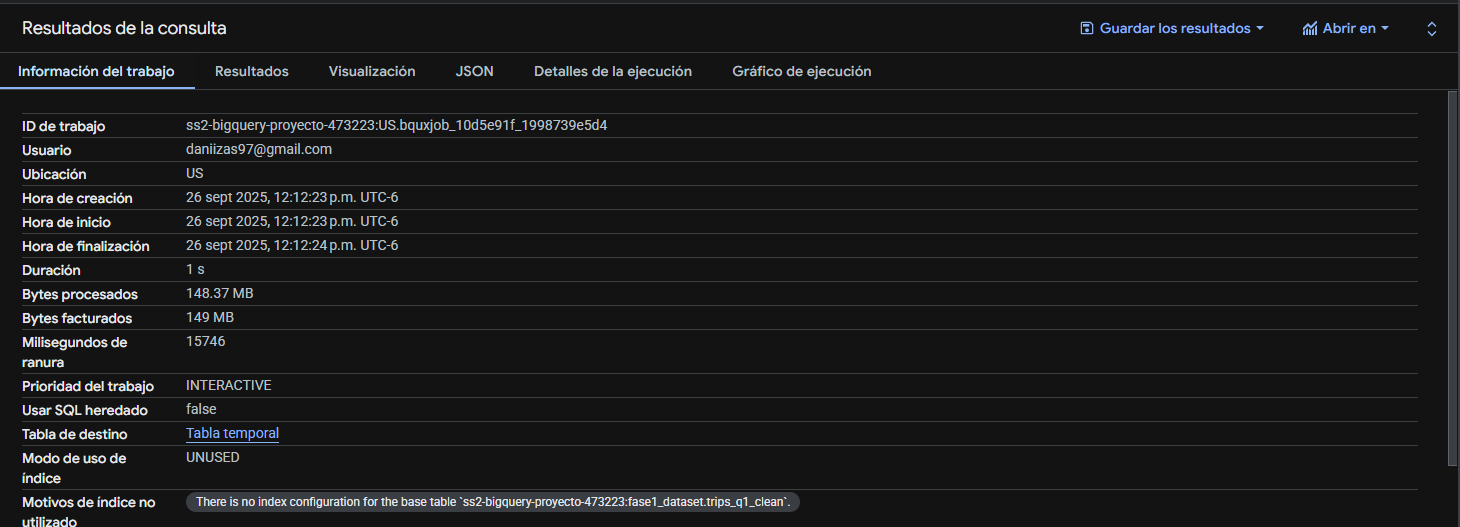 Resultados de la consulta
Guardar los resultados
Abrir en
Información del trabajo
Resultados
Visualización
JSON
Detalles de la ejecución
Gráfico de ejecución
ID de trabajo ss2-bigquery-proyecto-473223:US.bquxjob_10d5e91f_1998739e5d4
Usuario daniizas97@gmail.com
Ubicación US
Hora de creación 26 sept 2025, 12:12:23 p.m. UTC-6
Hora de inicio 26 sept 2025, 12:12:23 p.m. UTC-6
Hora de finalización 26 sept 2025, 12:12:24 p.m. UTC-6
Duración 1 s
Bytes procesados 148.37 MB
Bytes facturados 149 MB
Milisegundos de 15746
ranura
Prioridad del trabajo INTERACTIVE
Usar SQL heredado false
Tabla de destino Tabla temporal
Modo de uso de UNUSED
índice
Motivos de índice no There is no index configuration for the base table `ss2-bigquery-proyecto-473223:fase1_dataset.trips_q1_clean`.
utilizado